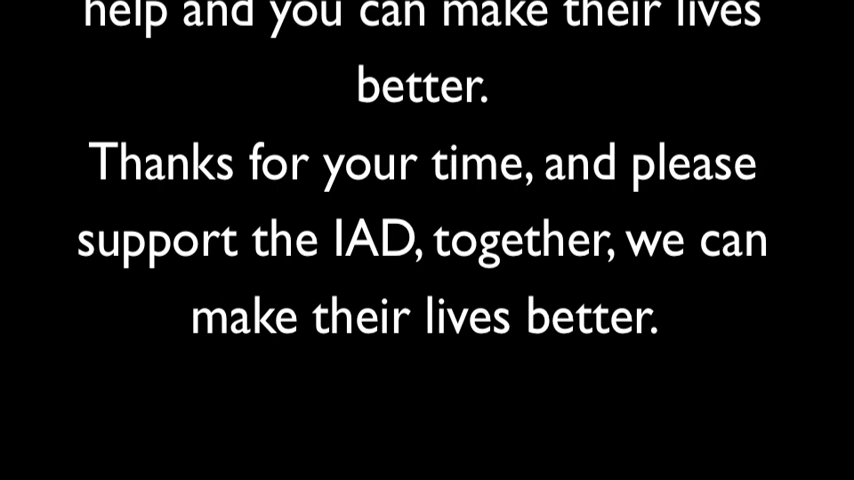 help and you can make their lives
better.
Thanks for your time, and please
support the IAD, together, we can
make their lives better.